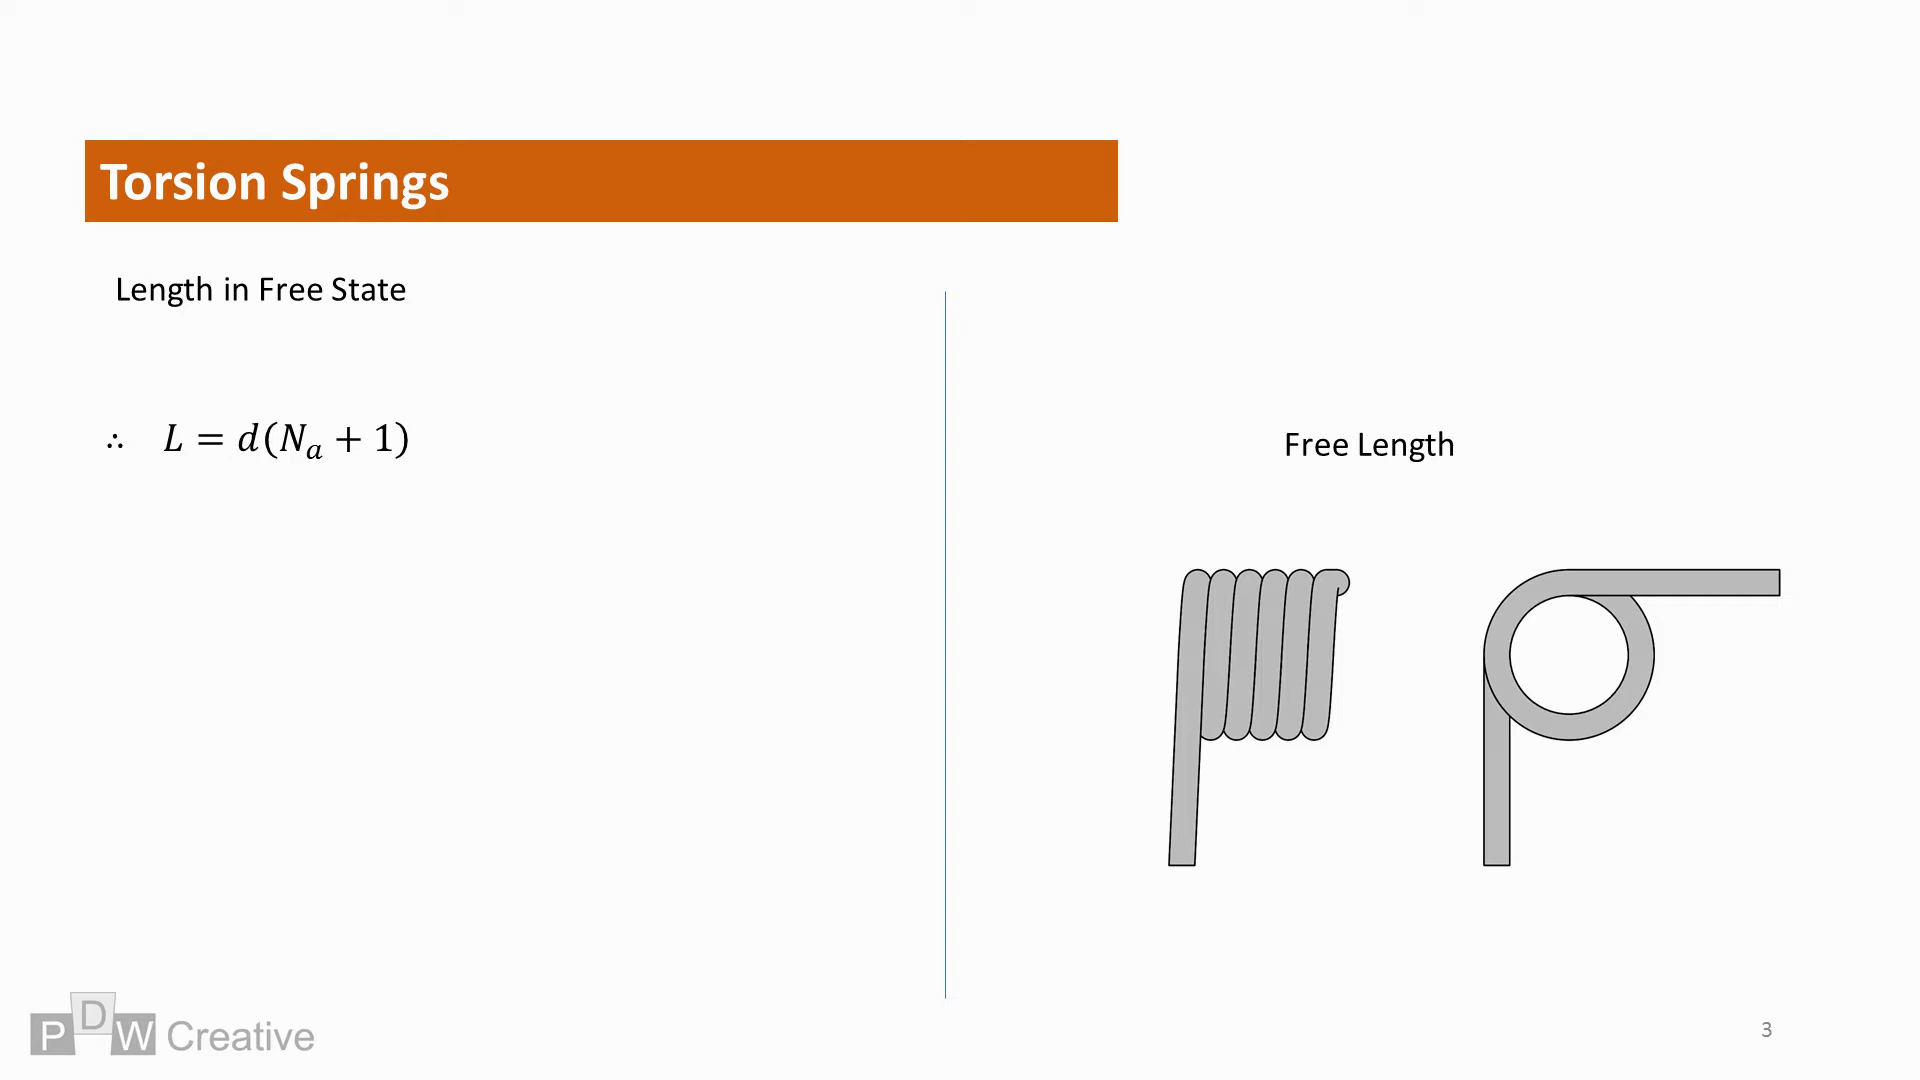 Torsion Springs
Length in Free State
∴ L = d(Nₐ + 1)
Free Length
PDW Creative
3